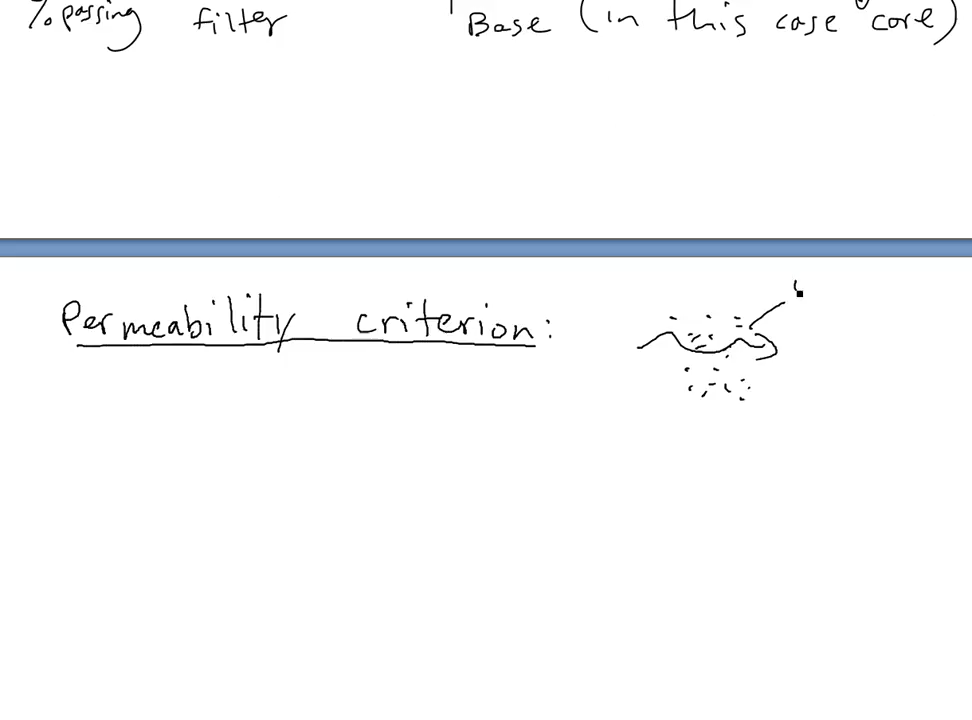 % passing filter Base (in this case core)
Permeability criterion: